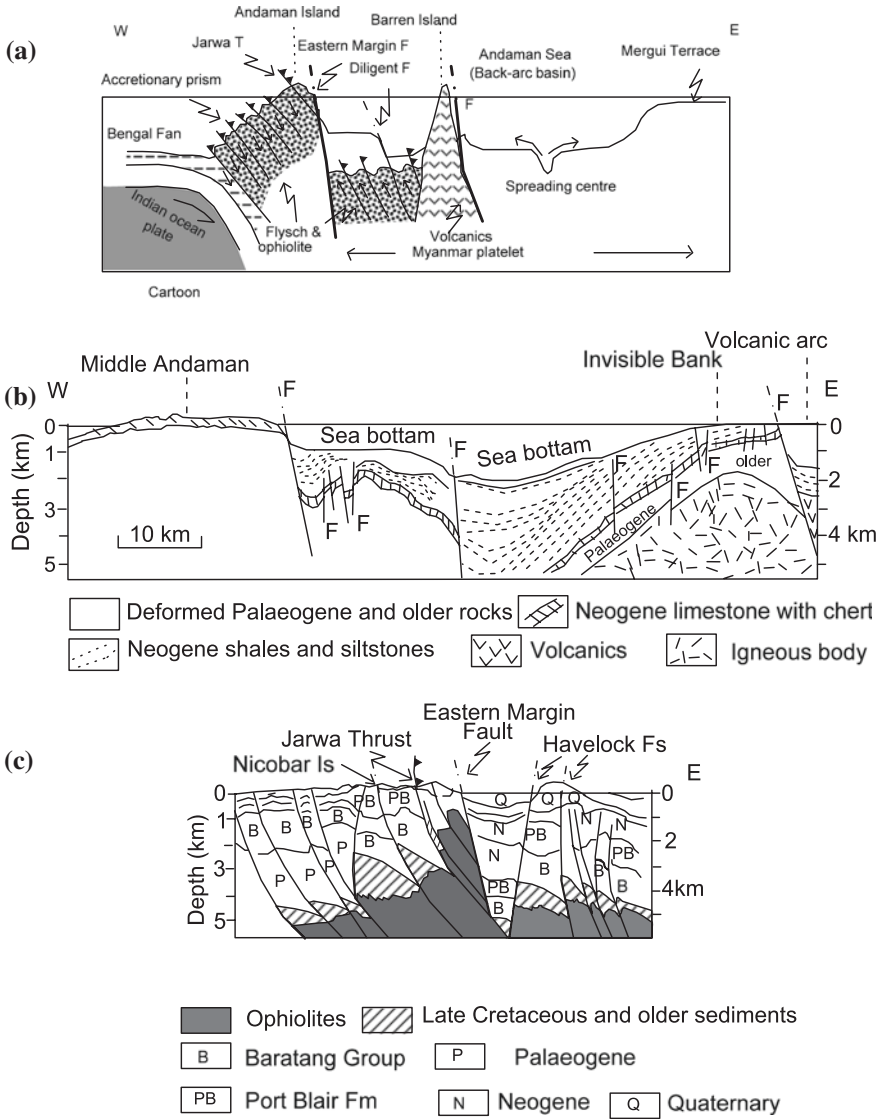 (a)
W
Andaman Island
Barren Island
E
Jarwa T
Eastern Margin F
Diligent F
Andaman Sea
(Back-arc basin)
Mergui Terrace
Accretionary prism
F
Bengal Fan
Spreading centre
Indian ocean
plate
Flysch &
ophiolite
Volcanics
Myanmar platelet
Cartoon
(b)
W
Middle Andaman
Invisible Bank
Volcanic arc
E
F
F
F
F
F
F
F
F
Sea bottam
Sea bottam
older
Palaeogene
Depth (km)
0
1
3
5
0
2
4 km
10 km
Deformed Palaeogene and older rocks
Neogene limestone with chert
Neogene shales and siltstones
Volcanics
Igneous body
(c)
Eastern Margin
Fault
Jarwa Thrust
Havelock Fs
Nicobar Is
E
Depth (km)
0
1
3
5
0
2
4km
PB PB Q Q Q
B B B B N PB N N
P P P P B B N B B PB
PB B
B
Ophiolites
Late Cretaceous and older sediments
B Baratang Group
P Palaeogene
PB Port Blair Fm
N Neogene
Q Quaternary